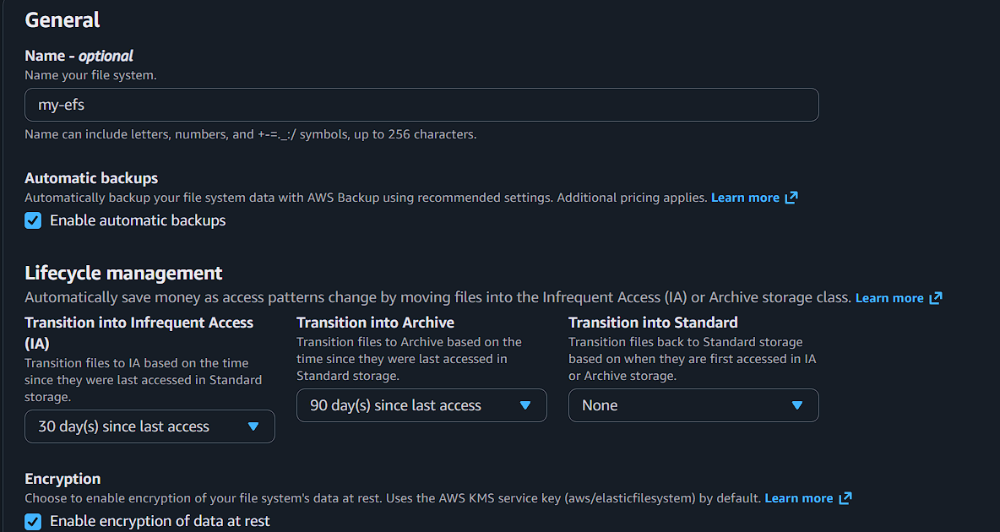 General
Name - optional
Name your file system.
my-efs
Name can include letters, numbers, and +-=._:/ symbols, up to 256 characters.
Automatic backups
Automatically backup your file system data with AWS Backup using recommended settings. Additional pricing applies. Learn more
Enable automatic backups
Lifecycle management
Automatically save money as access patterns change by moving files into the Infrequent Access (IA) or Archive storage class. Learn more
Transition into Infrequent Access
(IA)
Transition files to IA based on the time
since they were last accessed in Standard
storage.
30 day(s) since last access
Transition into Archive
Transition files to Archive based on the
time since they were last accessed in
Standard storage.
90 day(s) since last access
Transition into Standard
Transition files back to Standard storage
based on when they are first accessed in IA
or Archive storage.
None
Encryption
Choose to enable encryption of your file system's data at rest. Uses the AWS KMS service key (aws/elasticfilesystem) by default. Learn more
Enable encryption of data at rest